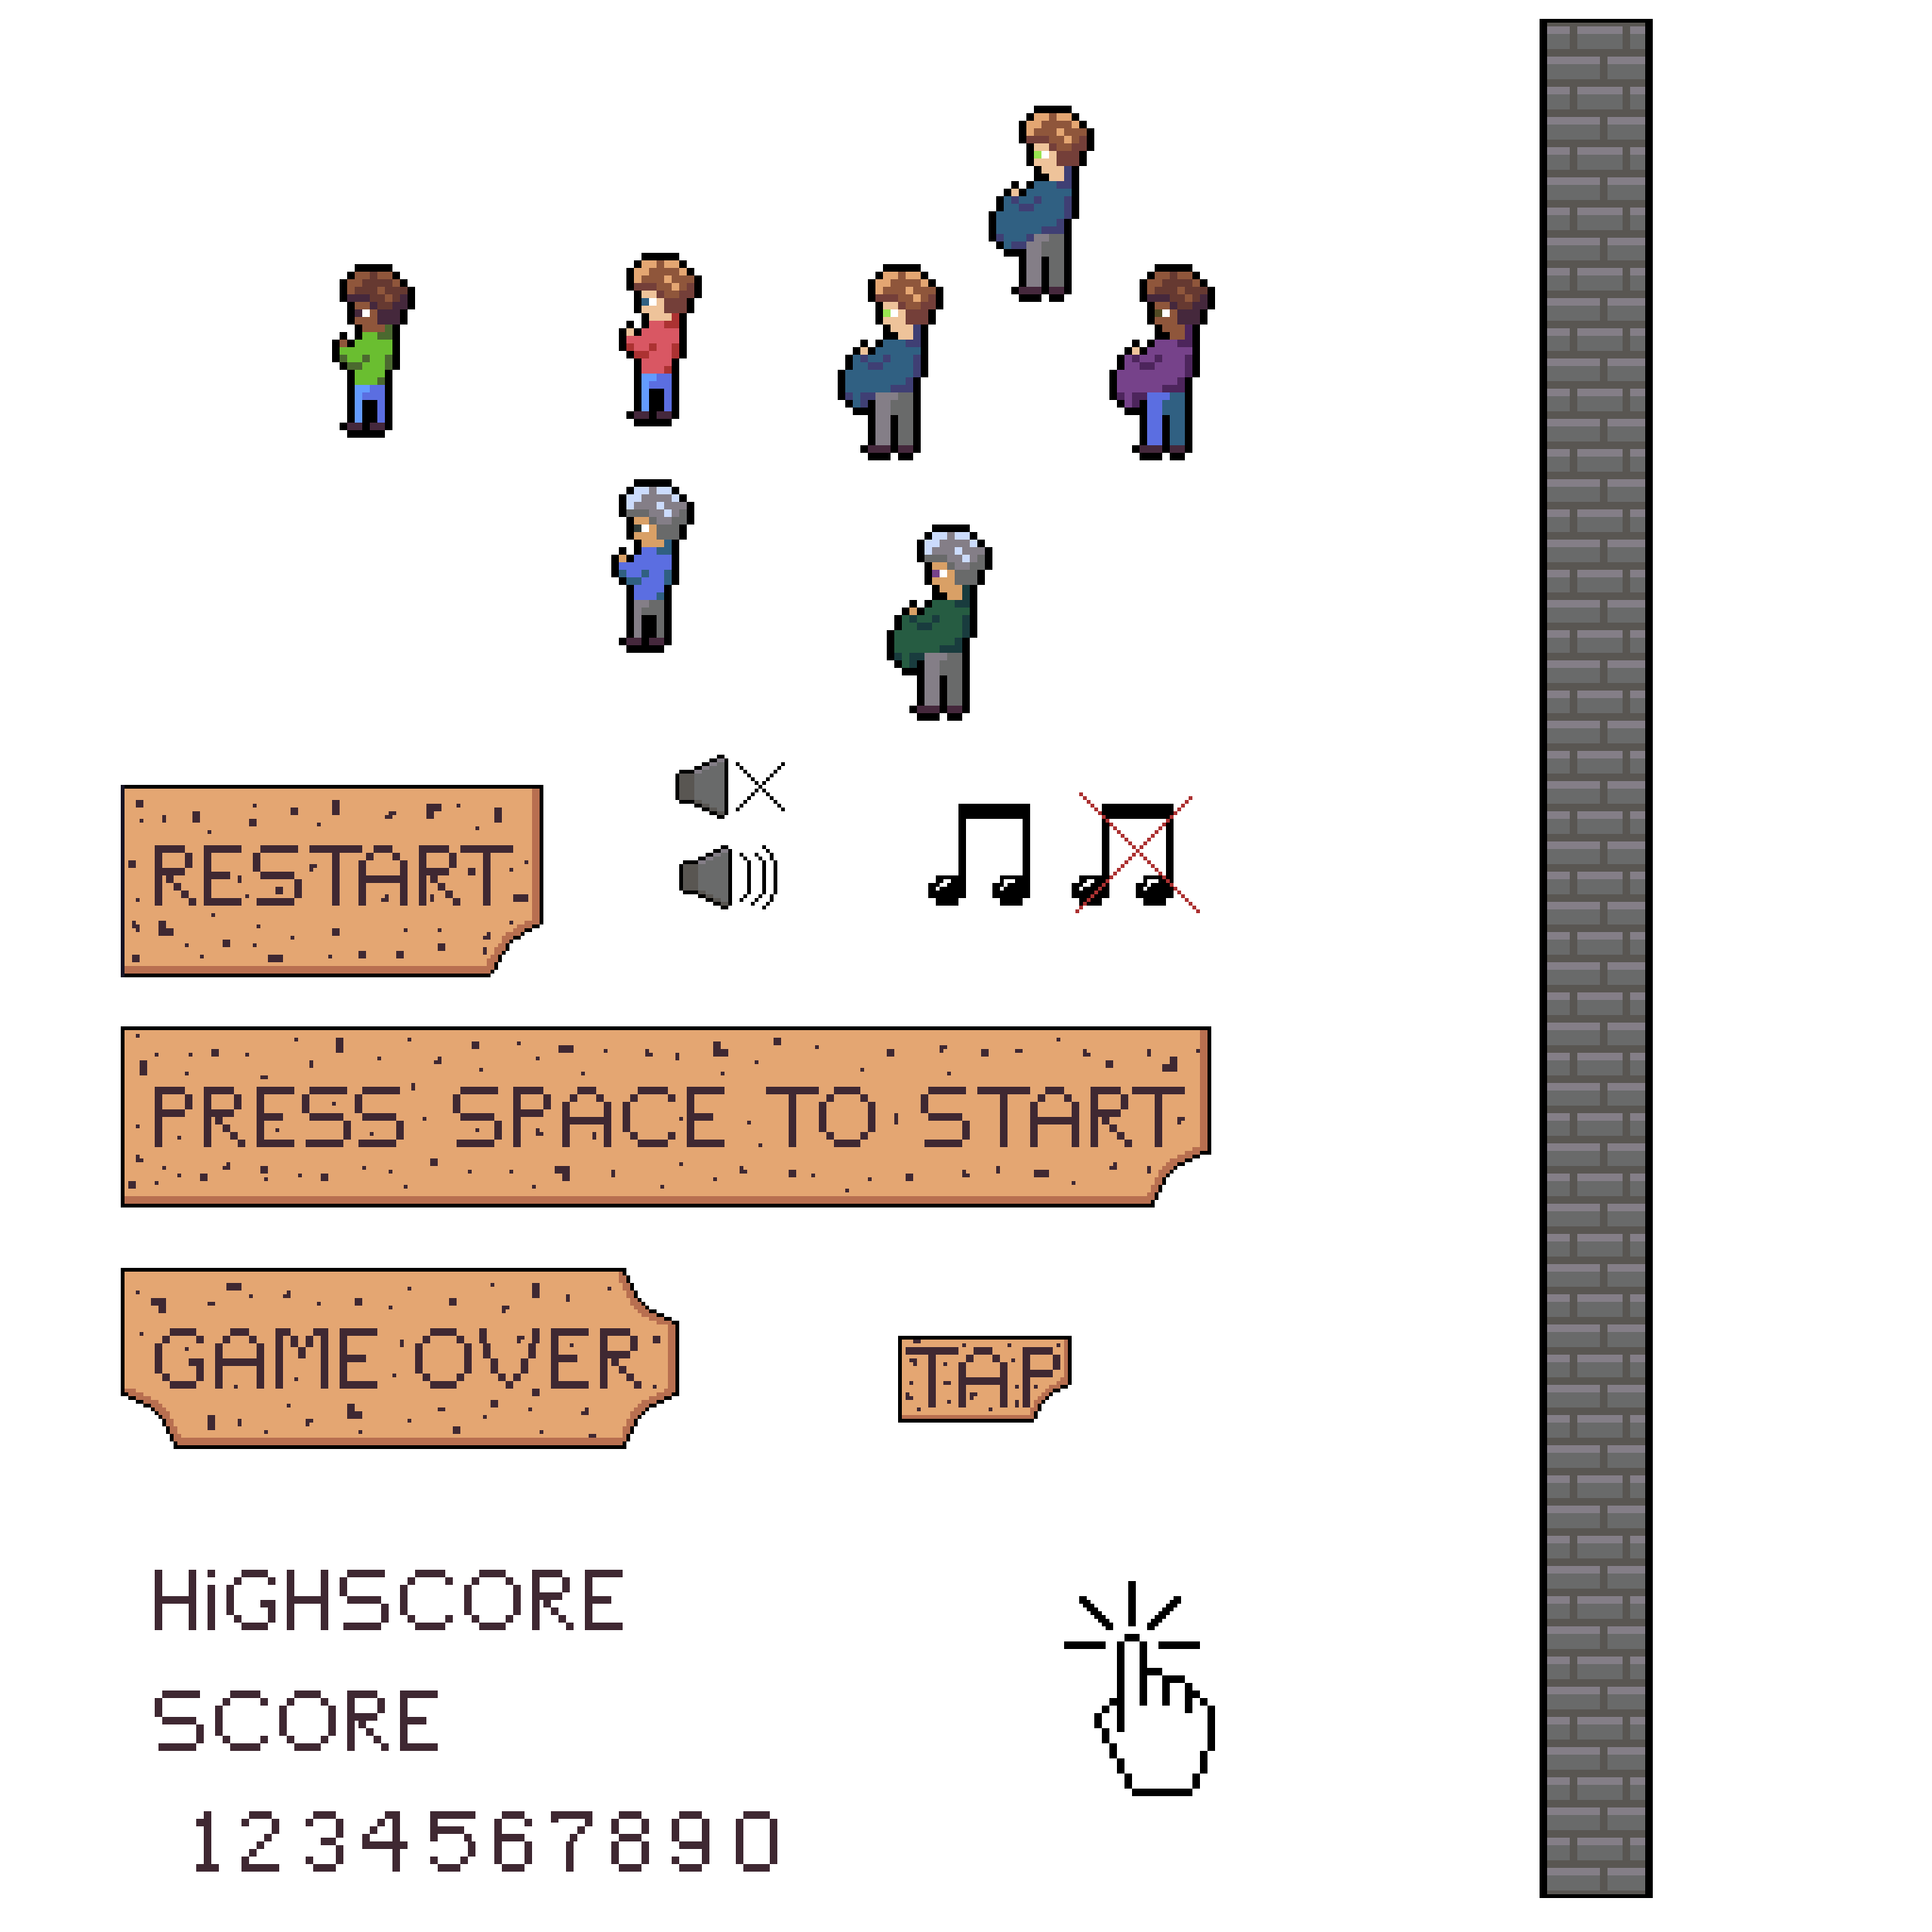 RESTART
PRESS SPACE TO START
GAME OVER
TAP
HiGHSCORE
SCORE
1234567890